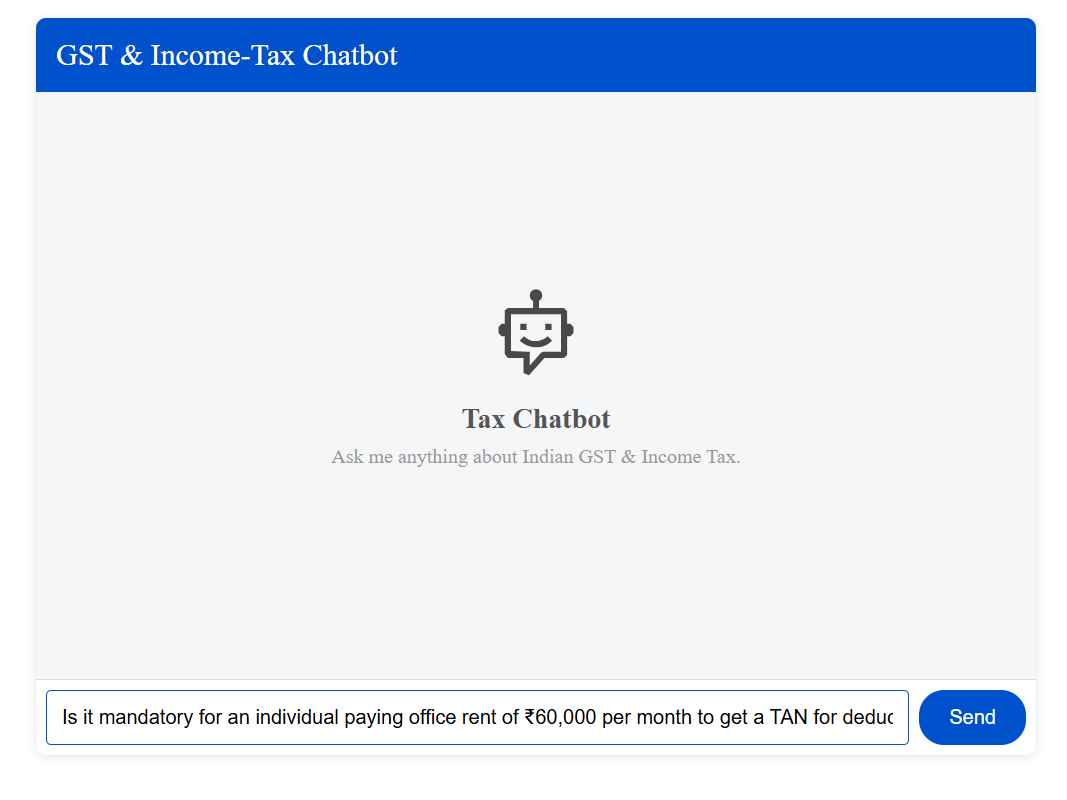 GST & Income-Tax Chatbot
Tax Chatbot
Ask me anything about Indian GST & Income Tax.
Is it mandatory for an individual paying office rent of ₹60,000 per month to get a TAN for deduc
Send